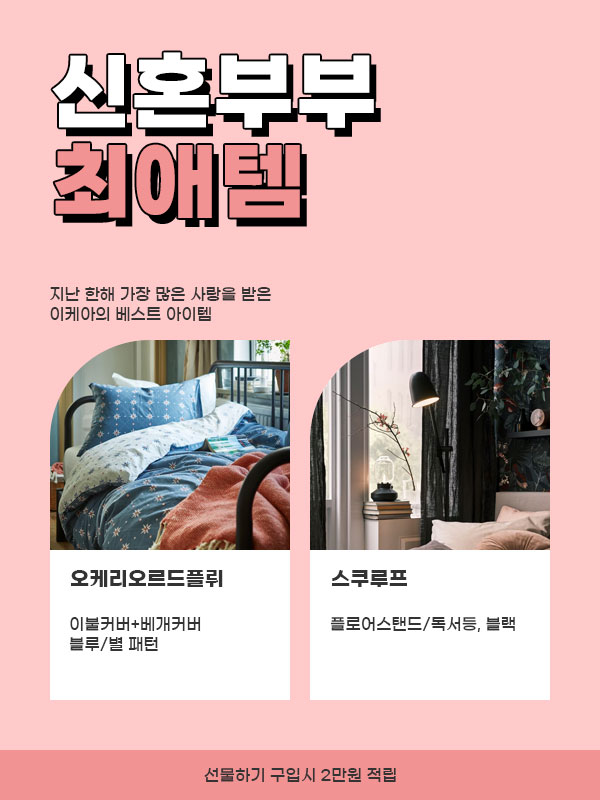 신혼부부
최애템
지난 한해 가장 많은 사랑을 받은
이케아의 베스트 아이템
오케리오르드플뤼
이불커버+베개커버
블루/별 패턴
스쿠루프
플로어스탠드/독서등, 블랙
선물하기 구입시 2만원 적립